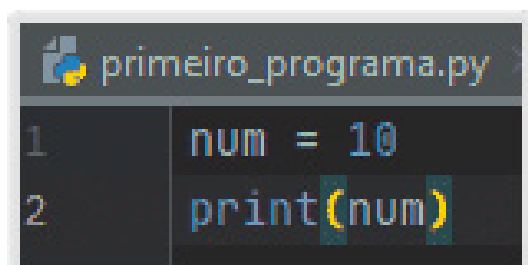 primeiro_programa.py
1 num = 10
2 print(num)